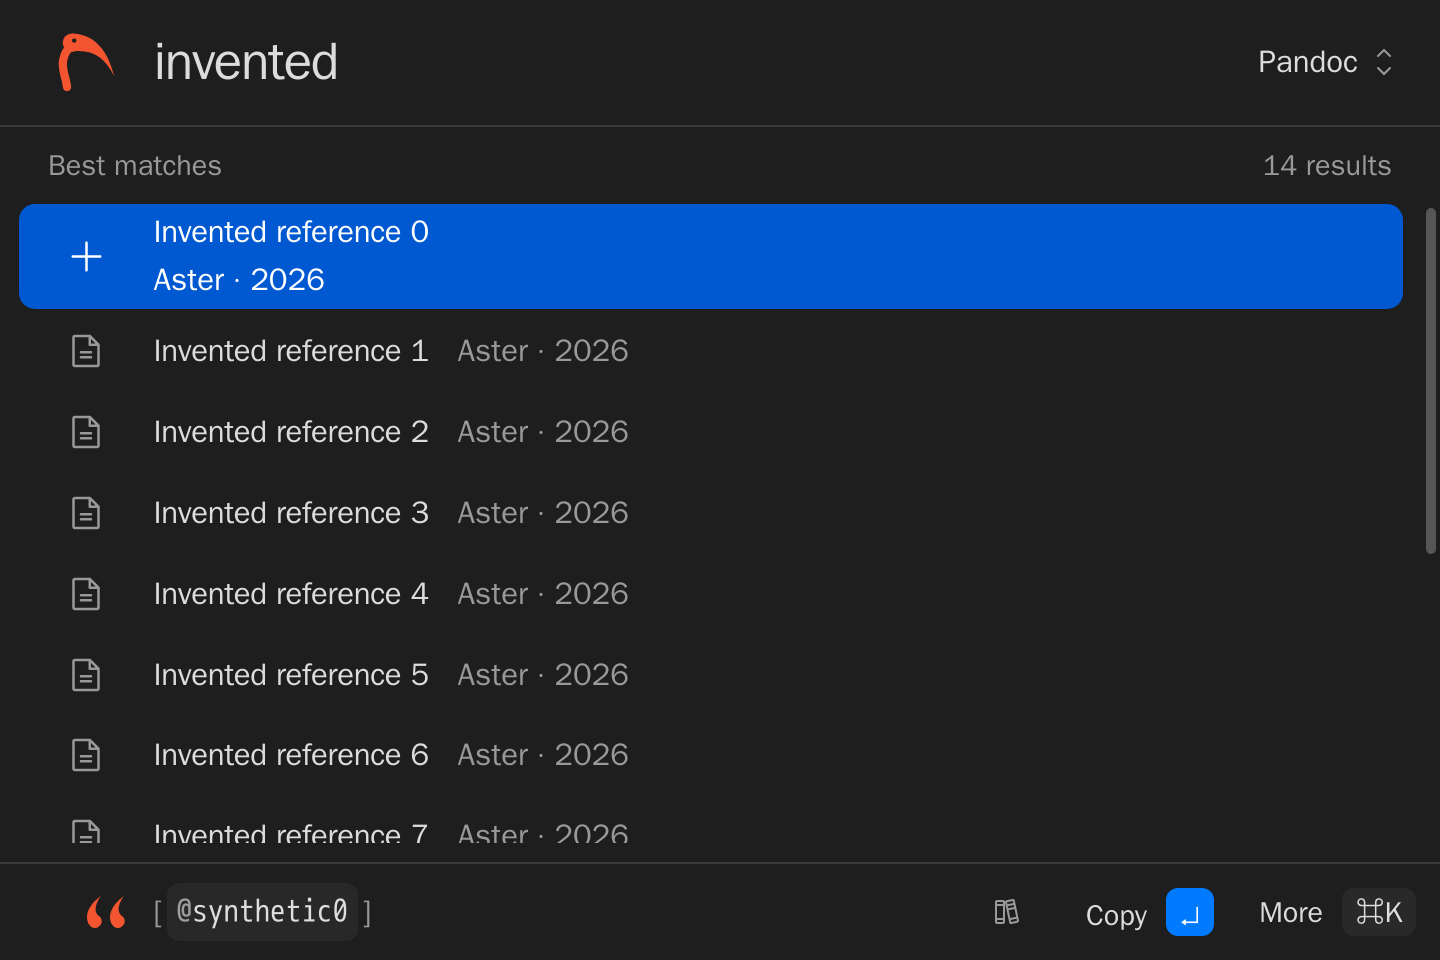 invented
Pandoc
Best matches
14 results
Invented reference 0
Aster · 2026
Invented reference 1 Aster · 2026
Invented reference 2 Aster · 2026
Invented reference 3 Aster · 2026
Invented reference 4 Aster · 2026
Invented reference 5 Aster · 2026
Invented reference 6 Aster · 2026
Invented reference 7 Aster · 2026
[@synthetic0]
Copy
More ⌘K